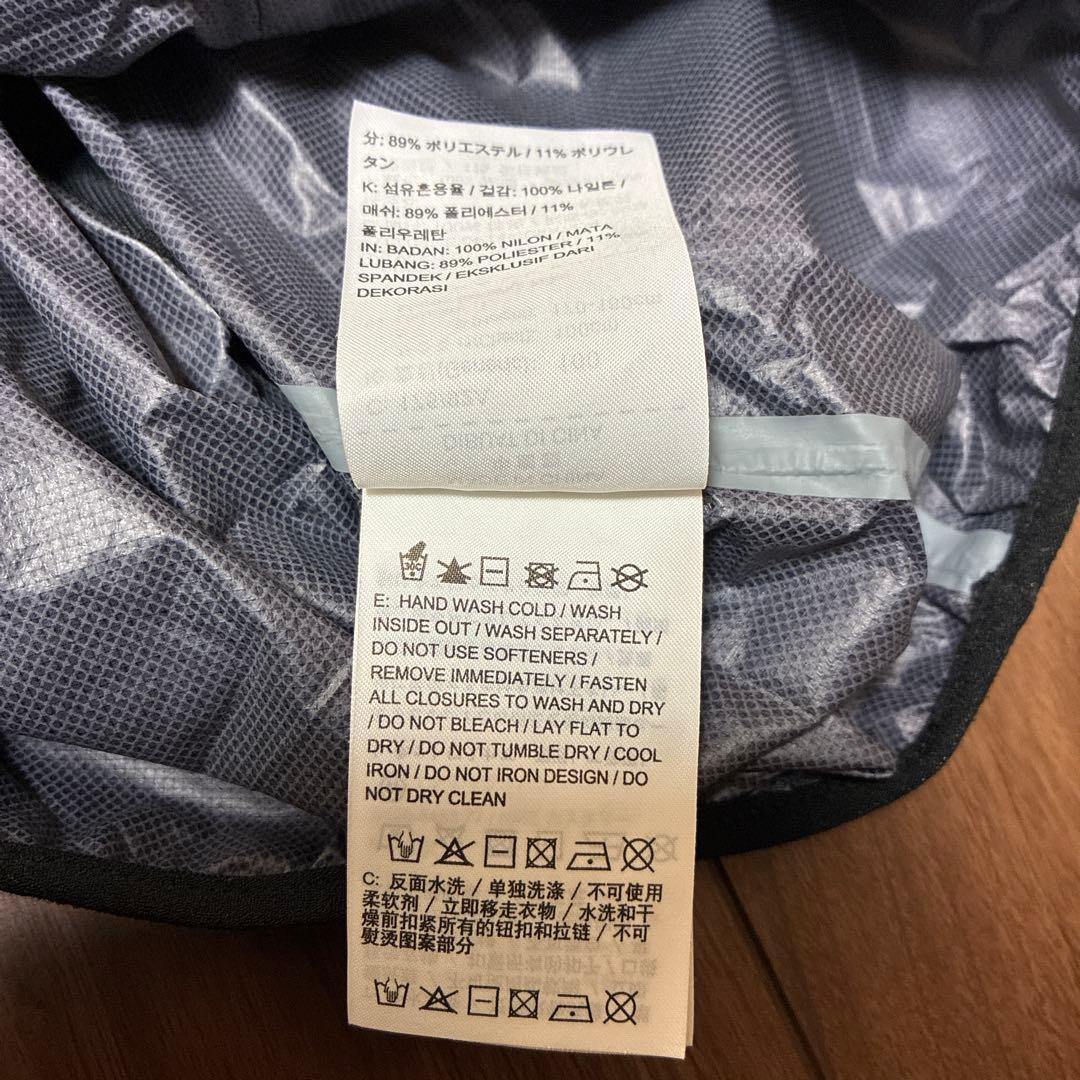 分: 89% ポリエステル / 11% ポリウレ
タン
K: 섬유혼용율 / 겉감: 100% 나일론 /
매쉬: 89% 폴리에스터 / 11%
폴리우레탄
IN: BADAN: 100% NILON / MATA
LUBANG: 89% POLIESTER / 11%
SPANDEK / EKSKLUSIF DARI
DEKORASI
30C
E: HAND WASH COLD / WASH
INSIDE OUT / WASH SEPARATELY /
DO NOT USE SOFTENERS /
REMOVE IMMEDIATELY / FASTEN
ALL CLOSURES TO WASH AND DRY
/ DO NOT BLEACH / LAY FLAT TO
DRY / DO NOT TUMBLE DRY / COOL
IRON / DO NOT IRON DESIGN / DO
NOT DRY CLEAN
C: 反面水洗 / 单独洗涤 / 不可使用
柔软剂 / 立即移走衣物 / 水洗和干
燥前扣紧所有的钮扣和拉链 / 不可
熨烫图案部分